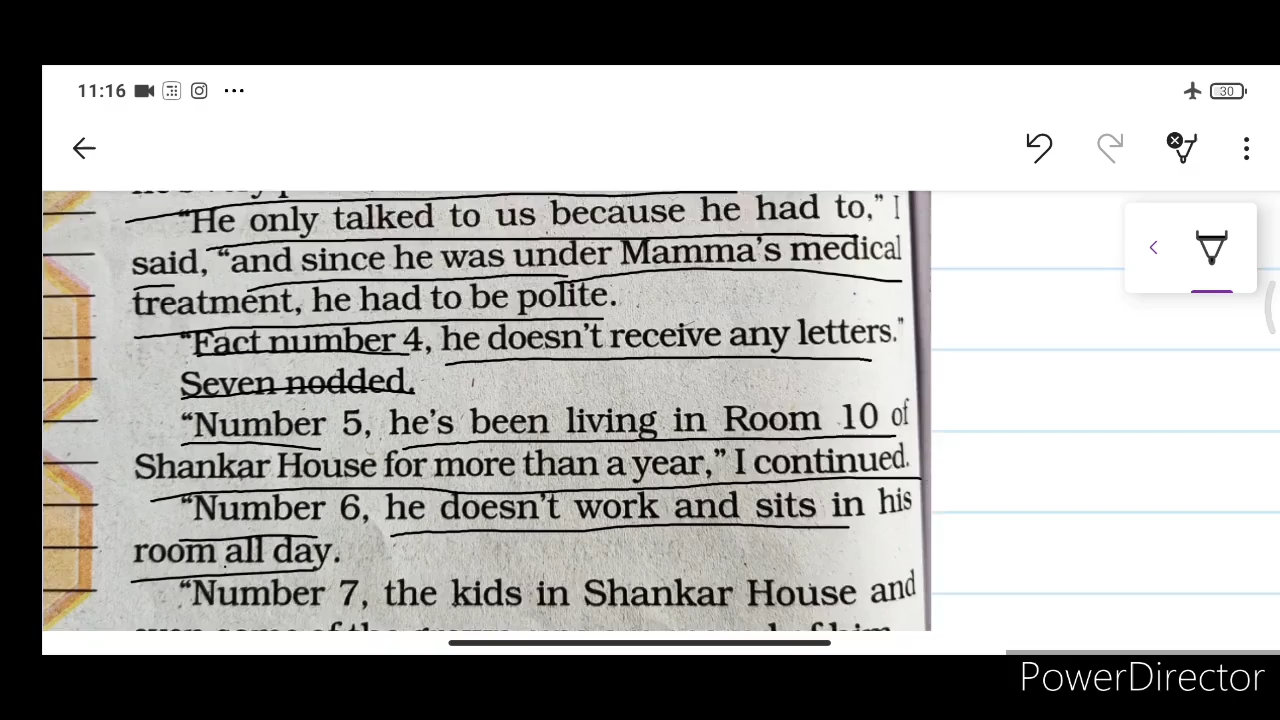 11:16
30
"He only talked to us because he had to," I
said, "and since he was under Mamma's medical
treatment, he had to be polite.
"Fact number 4, he doesn't receive any letters."
Seven nodded.
"Number 5, he's been living in Room 10 of
Shankar House for more than a year," I continued.
"Number 6, he doesn't work and sits in his
room all day.
"Number 7, the kids in Shankar House and
PowerDirector